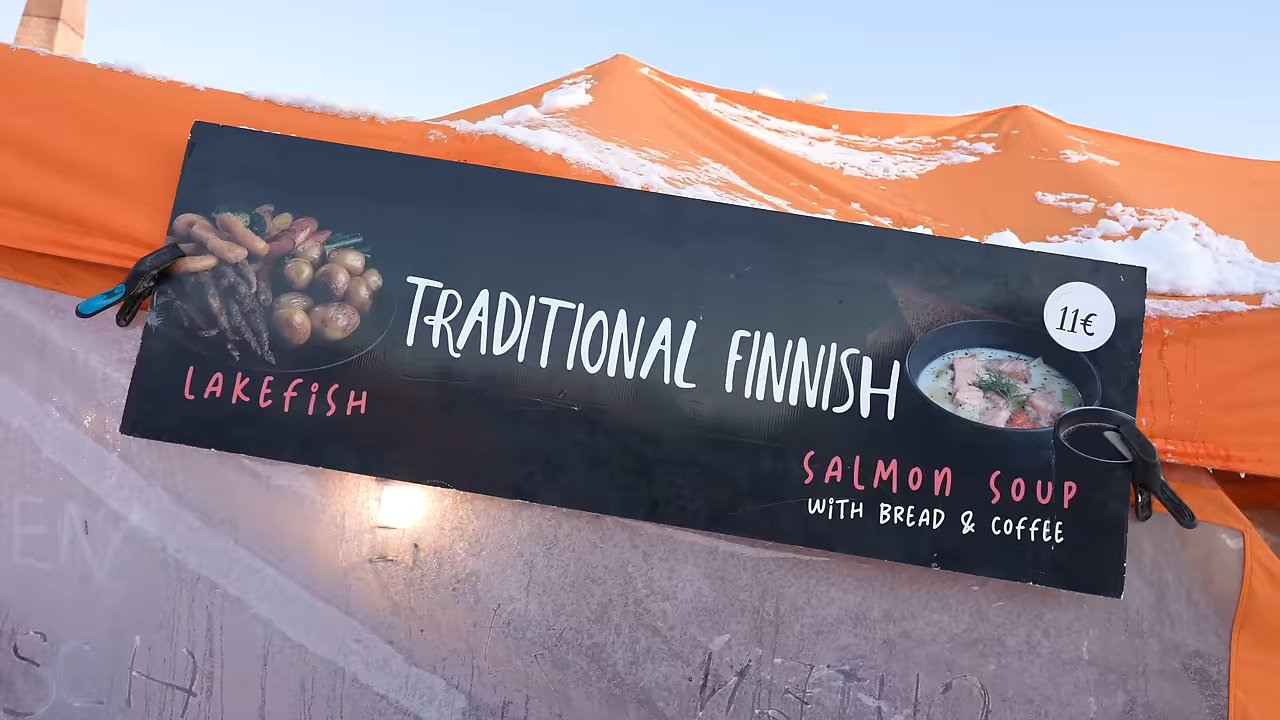 TRADITIONAL FINNISH
11€
LAKEFISH
SALMON SOUP
WITH BREAD & COFFEE